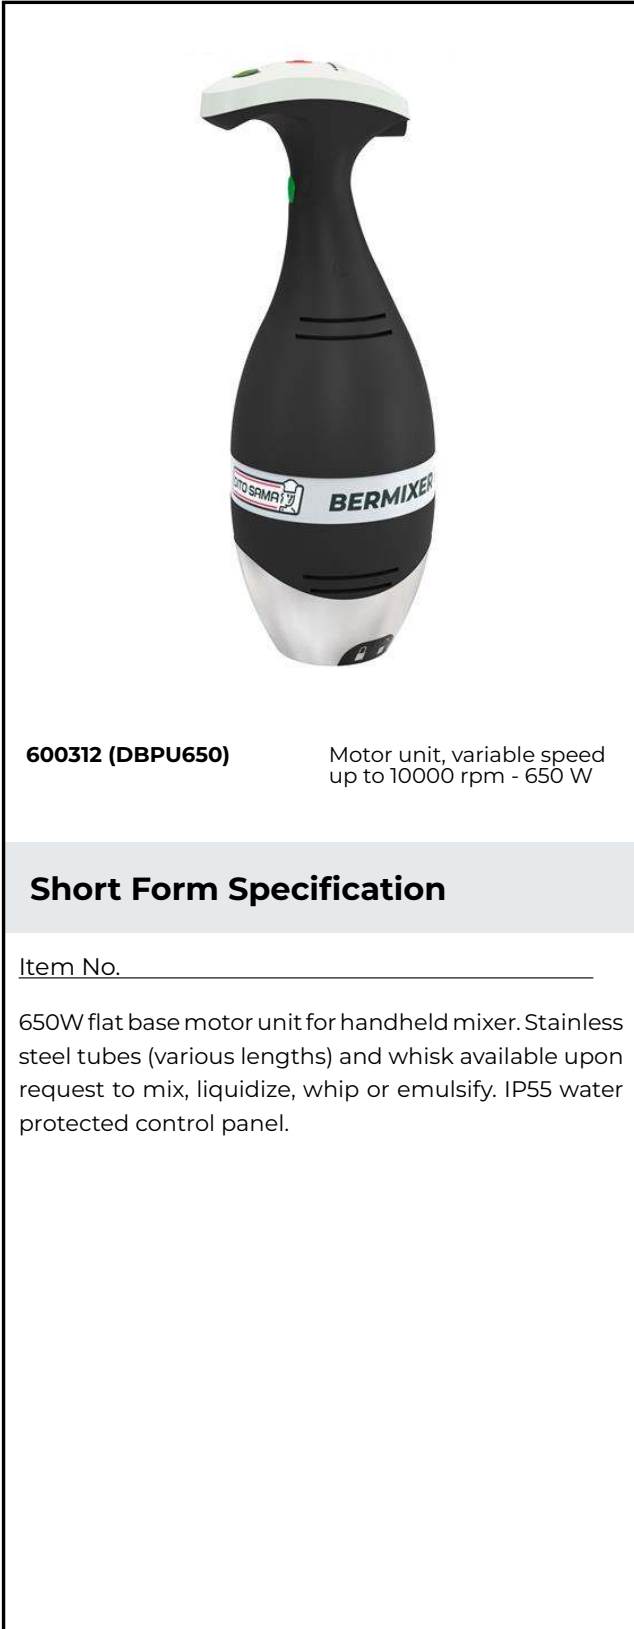 DITO SAMA
BERMIXER
600312 (DBPU650)
Motor unit, variable speed
up to 10000 rpm - 650 W
Short Form Specification
Item No.
650W flat base motor unit for handheld mixer. Stainless
steel tubes (various lengths) and whisk available upon
request to mix, liquidize, whip or emulsify. IP55 water
protected control panel.